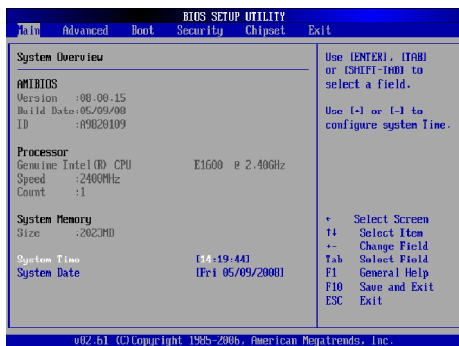 BIOS SETUP UTILITY
Main Advanced Boot Security Chipset Exit
System Overview
AMIBIOS
Version :08.00.15
Build Date:05/09/08
ID :A9820109
Processor
Genuine Intel(R) CPU E1600 @ 2.40GHz
Speed :2400MHz
Count :1
System Memory
Size :2023MB
System Time [14:19:44]
System Date [Fri 05/09/2008]
Use [ENTER], [TAB]
or [SHIFT-TAB] to
select a field.
Use [+] or [-] to
configure system Time.
← Select Screen
↑↓ Select Item
+- Change Field
Tab Select Field
F1 General Help
F10 Save and Exit
ESC Exit
v02.61 (C)Copyright 1985-2006, American Megatrends, Inc.